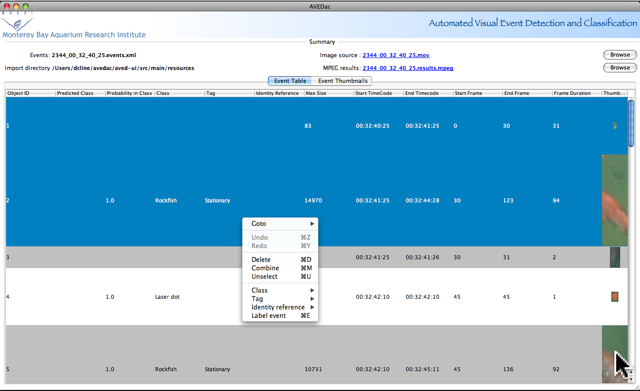 AVEDac
MBARI
Monterey Bay Aquarium Research Institute
Automated Visual Event Detection and Classification
Summary
Events: 2344_00_32_40_25.events.xml
Image source : 2344_00_32_40_25.mov
Browse
Import directory /Users/dcline/avedac/aved-ui/src/main/resources
MPEG results: 2344_00_32_40_25.results.mpeg
Browse
Event Table Event Thumbnails
Object ID Predicted Class Probability in Class Class Tag Identity Reference Max Size Start TimeCode End Timecode Start Frame End Frame Frame Duration Thumb...
1 83 00:32:40:25 00:32:41:25 0 30 31
2 1.0 Rockfish Stationary 14970 00:32:41:25 00:32:44:28 30 123 94
3 00:32:41:25 00:32:41:26 30 31 2
4 1.0 Laser dot 00:32:42:10 00:32:42:10 45 45 1
5 1.0 Rockfish Stationary 10731 00:32:42:10 00:32:45:11 45 136 92
Goto
Undo ⌘Z
Redo ⌘Y
Delete ⌘D
Combine ⌘M
Unselect ⌘U
Class
Tag
Identity reference
Label event ⌘E